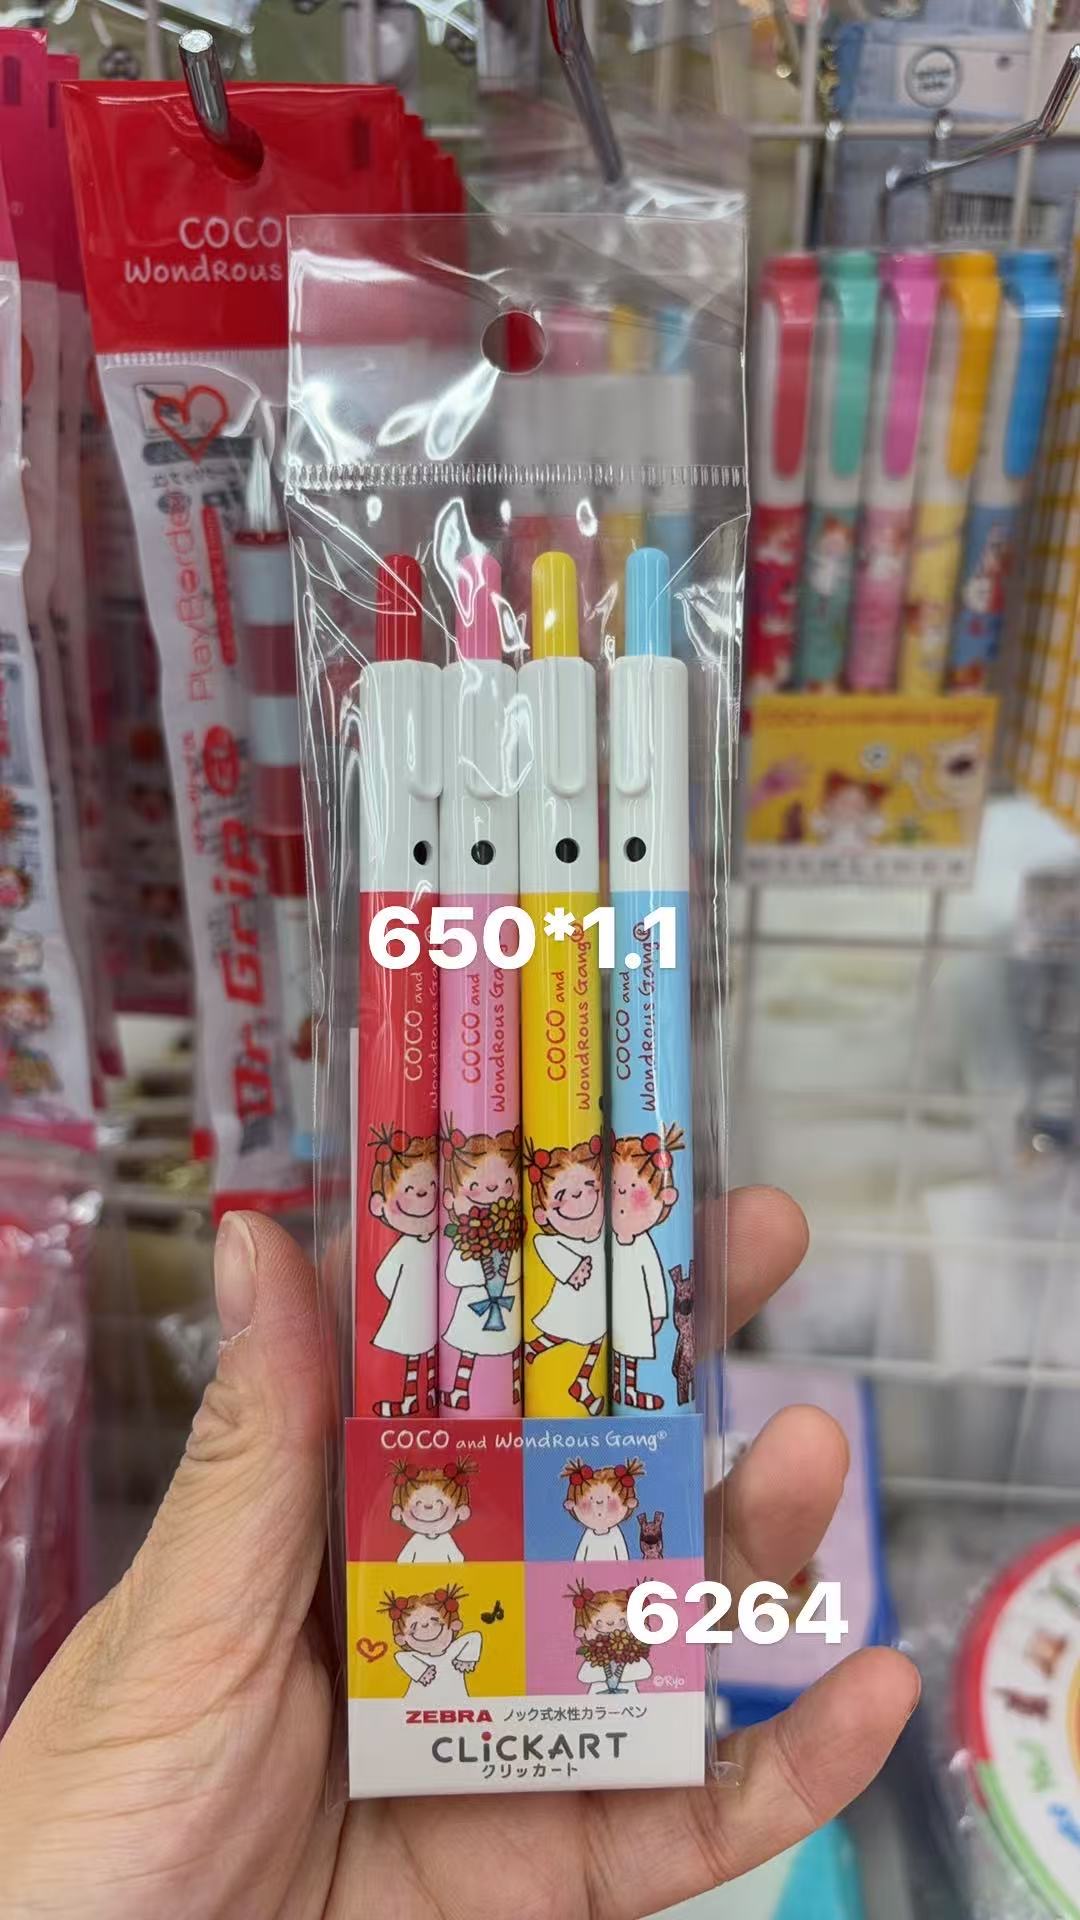 COCO
WondRous
PlayBorder
Dr.Grip
650*1.1
COCO and
WondRous Gang®
COCO and
WondRous Gang
COCO and
WondRous Gang®
COCO and
WondRous Gang®
COCO and WondRous Gang®
6264
©Ryo
ZEBRA ノック式水性カラーペン
CLiCKART
クリッカート